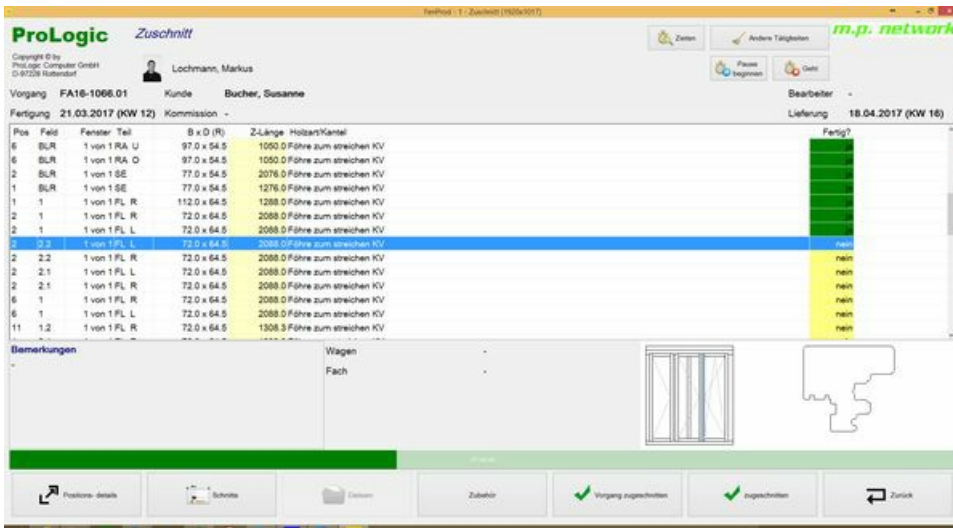 FenProd - 1 - Zuschnitt (1920x1017)
ProLogic Zuschnitt
Zeiten Andere Tätigkeiten m.p. network
Copyright © by
ProLogic Computer GmbH
D-97228 Rottendorf
Lochmann, Markus
Pause beginnen Geht
Vorgang FA16-1066.01 Kunde Bucher, Susanne Bearbeiter -
Fertigung 21.03.2017 (KW 12) Kommission - Lieferung 18.04.2017 (KW 16)
Pos Feld Fenster Teil B x D (R) Z-Länge Holzart/Kantel Fertig?
6 BLR 1 von 1 RA U 97.0 x 54.5 1050.0 Föhre zum streichen KV
6 BLR 1 von 1 RA O 97.0 x 54.5 1050.0 Föhre zum streichen KV
2 BLR 1 von 1 SE 77.0 x 54.5 2076.0 Föhre zum streichen KV
1 BLR 1 von 1 SE 77.0 x 54.5 1276.0 Föhre zum streichen KV
1 1 1 von 1 FL R 112.0 x 64.5 1288.0 Föhre zum streichen KV
2 1 1 von 1 FL R 72.0 x 64.5 2088.0 Föhre zum streichen KV
2 1 1 von 1 FL L 72.0 x 64.5 2088.0 Föhre zum streichen KV
2 2.2 1 von 1 FL L 72.0 x 64.5 2088.0 Föhre zum streichen KV nein
2 2.2 1 von 1 FL R 72.0 x 64.5 2088.0 Föhre zum streichen KV nein
2 2.1 1 von 1 FL L 72.0 x 64.5 2088.0 Föhre zum streichen KV nein
2 2.1 1 von 1 FL R 72.0 x 64.5 2088.0 Föhre zum streichen KV nein
6 1 1 von 1 FL R 72.0 x 64.5 2088.0 Föhre zum streichen KV nein
6 1 1 von 1 FL L 72.0 x 64.5 2088.0 Föhre zum streichen KV nein
11 1.2 1 von 1 FL R 72.0 x 64.5 1308.3 Föhre zum streichen KV nein
Bemerkungen Wagen -
- Fach -
Positions- details Schnitte Zubehör Vorgang zugeschnitten zugeschnitten Zurück